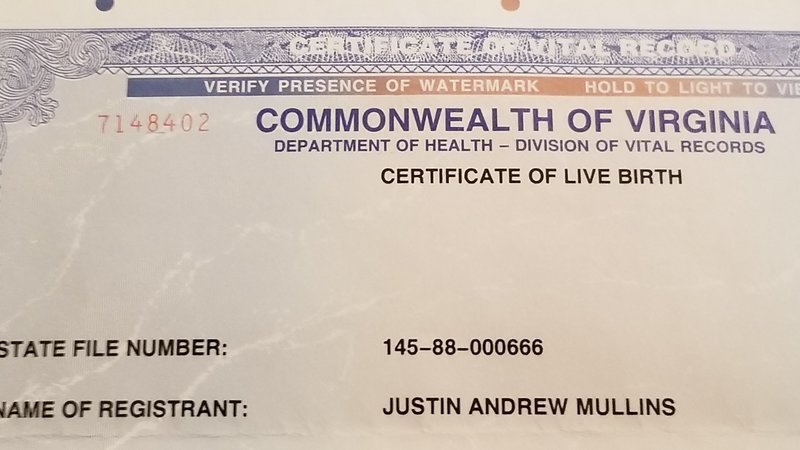 CERTIFICATE OF VITAL RECORD
VERIFY PRESENCE OF WATERMARK HOLD TO LIGHT TO
7148402
COMMONWEALTH OF VIRGINIA
DEPARTMENT OF HEALTH – DIVISION OF VITAL RECORDS
CERTIFICATE OF LIVE BIRTH
STATE FILE NUMBER: 145–88–000666
NAME OF REGISTRANT: JUSTIN ANDREW MULLINS